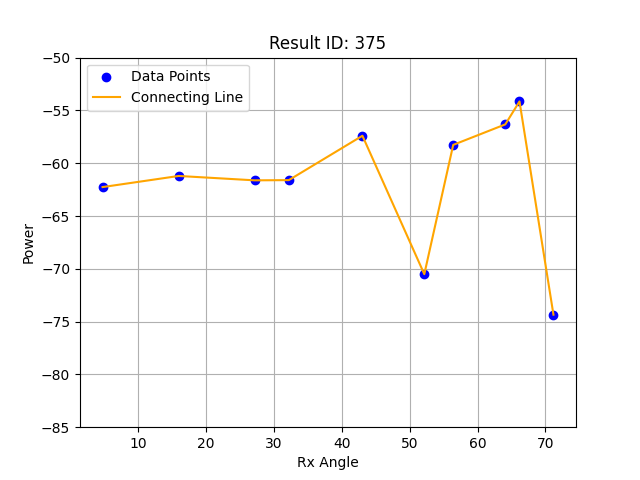 Result ID: 375
Data Points
Connecting Line
−50
−55
−60
−65
−70
−75
−80
−85
Power
10 20 30 40 50 60 70
Rx Angle